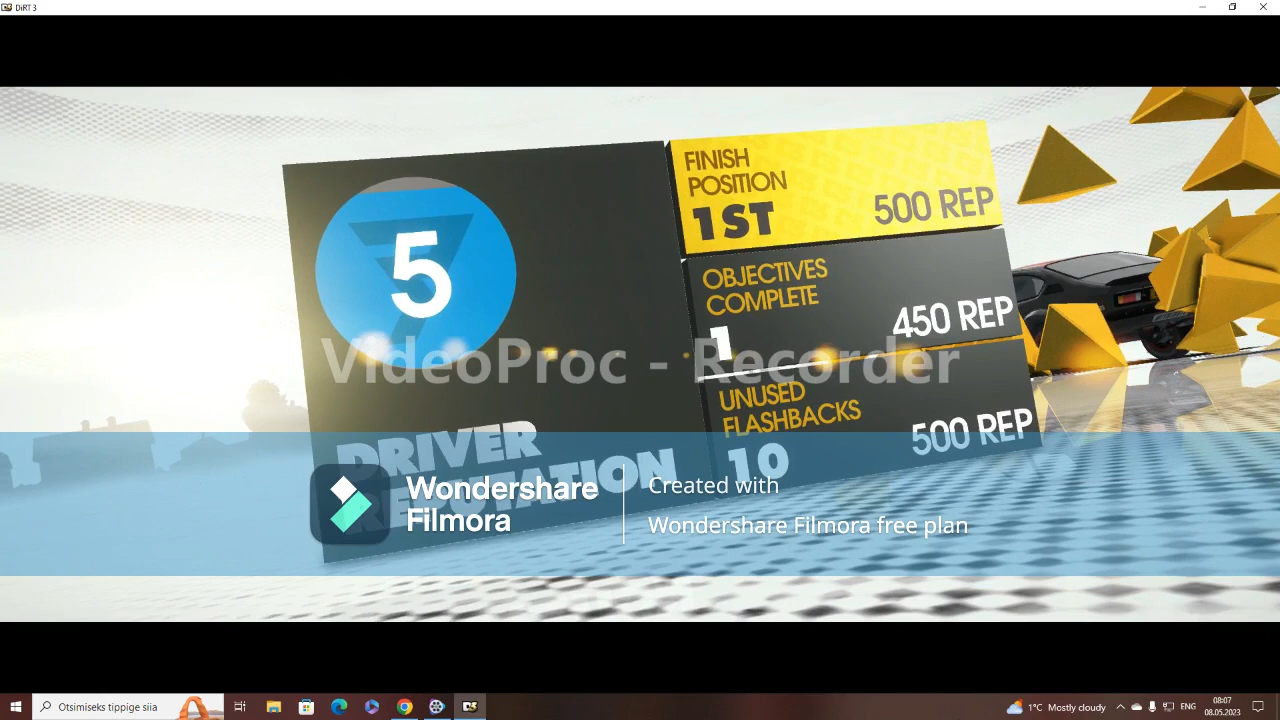 DiRT 3
5
FINISH
POSITION
1ST
500 REP
OBJECTIVES
COMPLETE
1
450 REP
VideoProc - Recorder
UNUSED
FLASHBACKS
10
500 REP
DRIVER
REPUTATION
Wondershare
Filmora
Created with
Wondershare Filmora free plan
Otsimiseks tippige siia
1°C Mostly cloudy
ENG
08:07
08.05.2023